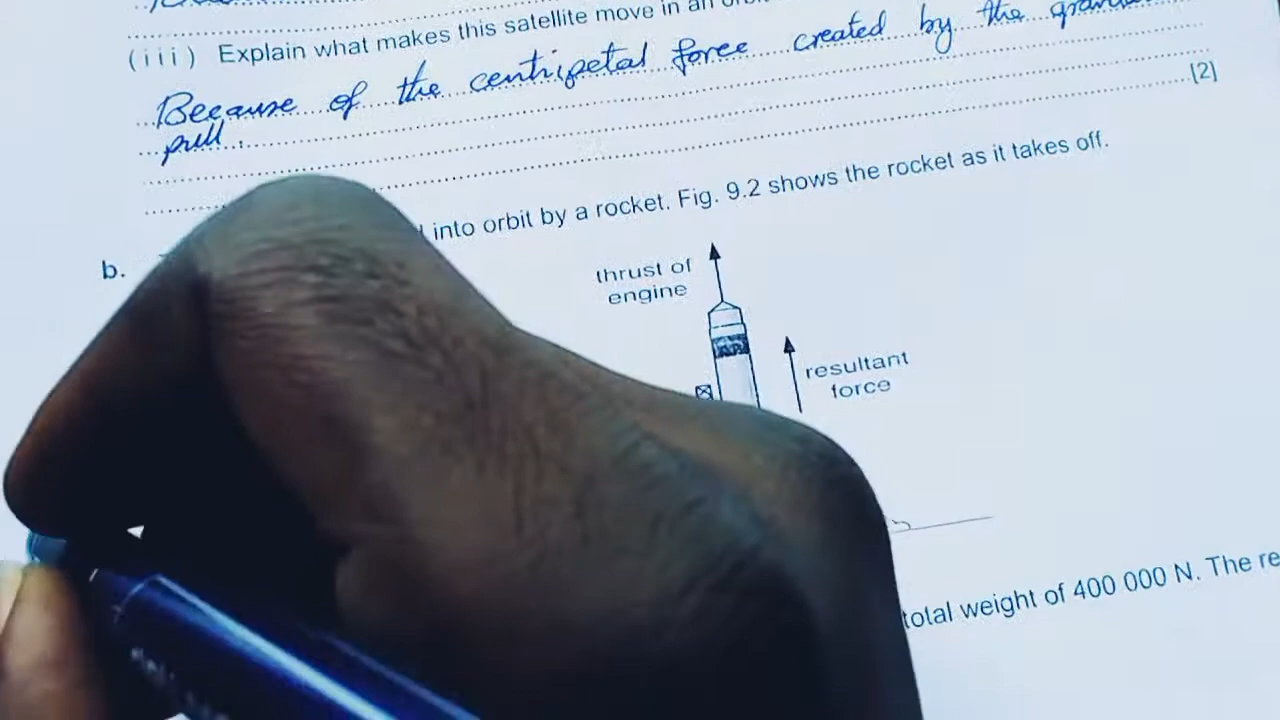 (iii) Explain what makes this satellite move in an
Because of the centripetal force created by the
pull.
[2]
b.
into orbit by a rocket. Fig. 9.2 shows the rocket as it takes off.
thrust of
engine
resultant
force
total weight of 400 000 N. The